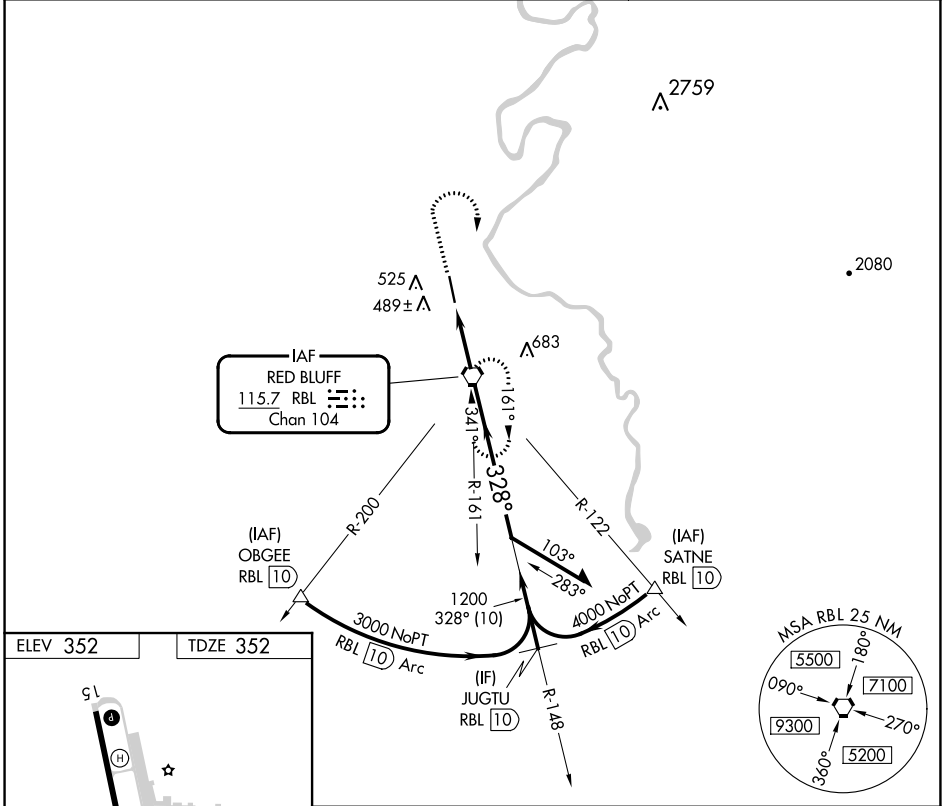 2759
2080
525
489±
683
IAF
RED BLUFF
115.7 RBL
Chan 104
161°
341°
R-161
328°
R-200
R-122
(IAF)
OBGEE
RBL 10
(IAF)
SATNE
RBL 10
103°
283°
1200
328° (10)
3000 NoPT
RBL 10 Arc
4000 NoPT
RBL 10 Arc
(IF)
JUGTU
RBL 10
R-148
MSA RBL 25 NM
5500
180°
7100
090°
270°
9300
5200
360°
ELEV 352
TDZE 352
15
P
H